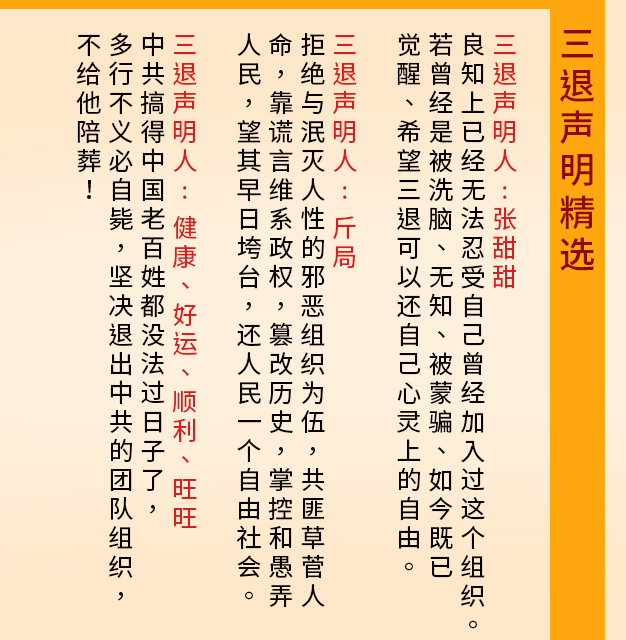 三退声明精选
三退声明人：张甜甜
良知上已经无法忍受自己曾经加入过这个组织。
若曾经是被洗脑、无知、被蒙骗、如今既已
觉醒、希望三退可以还自己心灵上的自由。
三退声明人：斤局
拒绝与泯灭人性的邪恶组织为伍，共匪草菅人
命，靠谎言维系政权，篡改历史，掌控和愚弄
人民，望其早日垮台，还人民一个自由社会。
三退声明人：健康、好运、顺利、旺旺
中共搞得中国老百姓都没法过日子了，
多行不义必自毙，坚决退出中共的团队组织，
不给他陪葬！